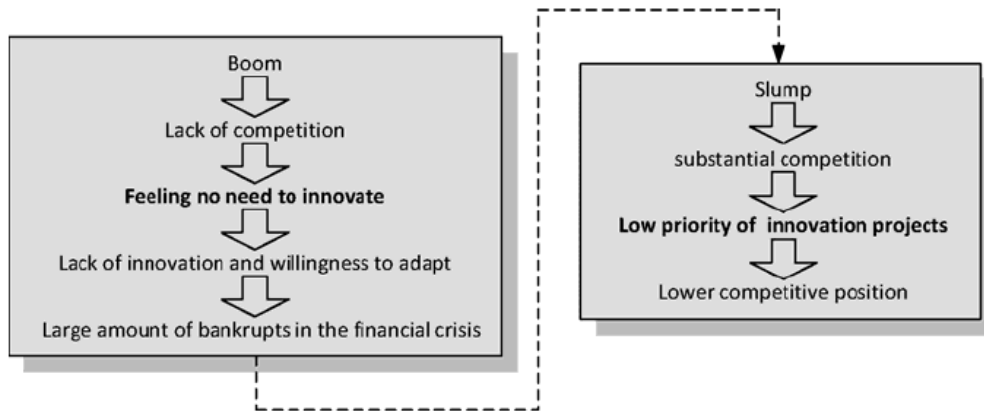 Boom
Lack of competition
Feeling no need to innovate
Lack of innovation and willingness to adapt
Large amount of bankrupts in the financial crisis
Slump
substantial competition
Low priority of innovation projects
Lower competitive position